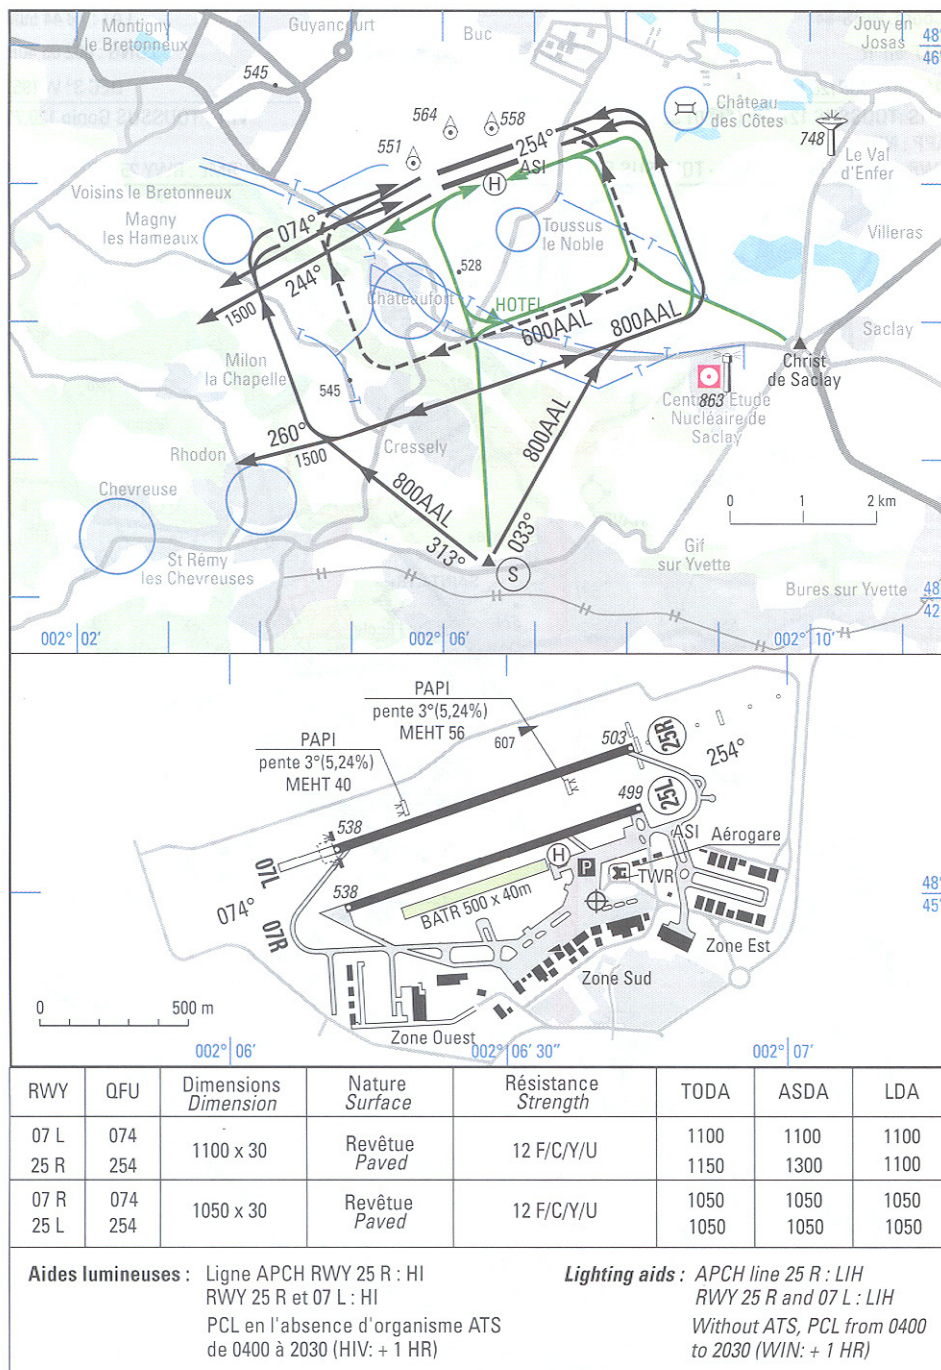 Montigny
le Bretonneux
Guyancourt
Buc
Jouy en
Josas
48°
46'
545
564
558
551
254°
ASI
H
Château
des Côtes
748
Le Val
d'Enfer
Voisins le Bretonneux
Magny
les Hameaux
074°
244°
1500
Toussus
le Noble
Villeras
528
Chateaufort
HOTEL
600AAL
800AAL
Saclay
Christ
de Saclay
Milon
la Chapelle
545
863
Centre d'Etude
Nucléaire de
Saclay
260°
1500
Cressely
Rhodon
800AAL
800AAL
Chevreuse
0 1 2 km
313°
033°
S
St Rémy
les Chevreuses
Gif
sur Yvette
Bures sur Yvette
48°
42'
002° 02'
002° 06'
002° 10'
PAPI
pente 3°(5,24%)
MEHT 56
PAPI
pente 3°(5,24%)
MEHT 40
607
503
25R
254°
499
25L
538
07L
074°
538
07R
H
P
ASI
Aérogare
TWR
BATR 500 x 40m
48°
45'
Zone Est
Zone Sud
Zone Ouest
0 500 m
002° 06'
002° 06' 30"
002° 07'
RWY QFU Dimensions Nature Résistance TODA ASDA LDA
Dimension Surface Strength
07 L 074 1100 x 30 Revêtue 12 F/C/Y/U 1100 1100 1100
25 R 254 Paved 1150 1300 1100
07 R 074 1050 x 30 Revêtue 12 F/C/Y/U 1050 1050 1050
25 L 254 Paved 1050 1050 1050
Aides lumineuses : Ligne APCH RWY 25 R : HI
RWY 25 R et 07 L : HI
PCL en l'absence d'organisme ATS
de 0400 à 2030 (HIV: + 1 HR)
Lighting aids : APCH line 25 R : LIH
RWY 25 R and 07 L : LIH
Without ATS, PCL from 0400
to 2030 (WIN: + 1 HR)